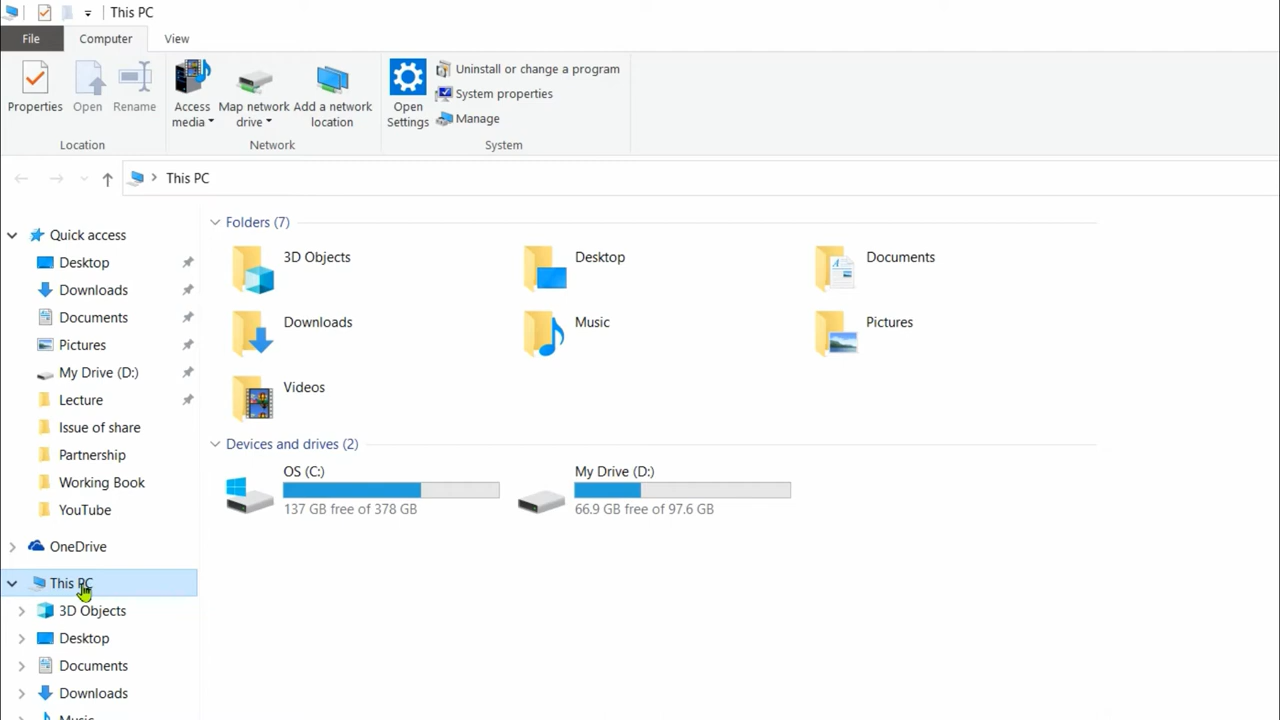 This PC
File
Computer
View
Properties
Open
Rename
Access
media
Map network
drive
Add a network
location
Open
Settings
Uninstall or change a program
System properties
Manage
Location
Network
System
This PC
Quick access
Desktop
Downloads
Documents
Pictures
My Drive (D:)
Lecture
Issue of share
Partnership
Working Book
YouTube
OneDrive
This PC
3D Objects
Desktop
Documents
Downloads
Music
Folders (7)
3D Objects
Desktop
Documents
Downloads
Music
Pictures
Videos
Devices and drives (2)
OS (C:)
137 GB free of 378 GB
My Drive (D:)
66.9 GB free of 97.6 GB